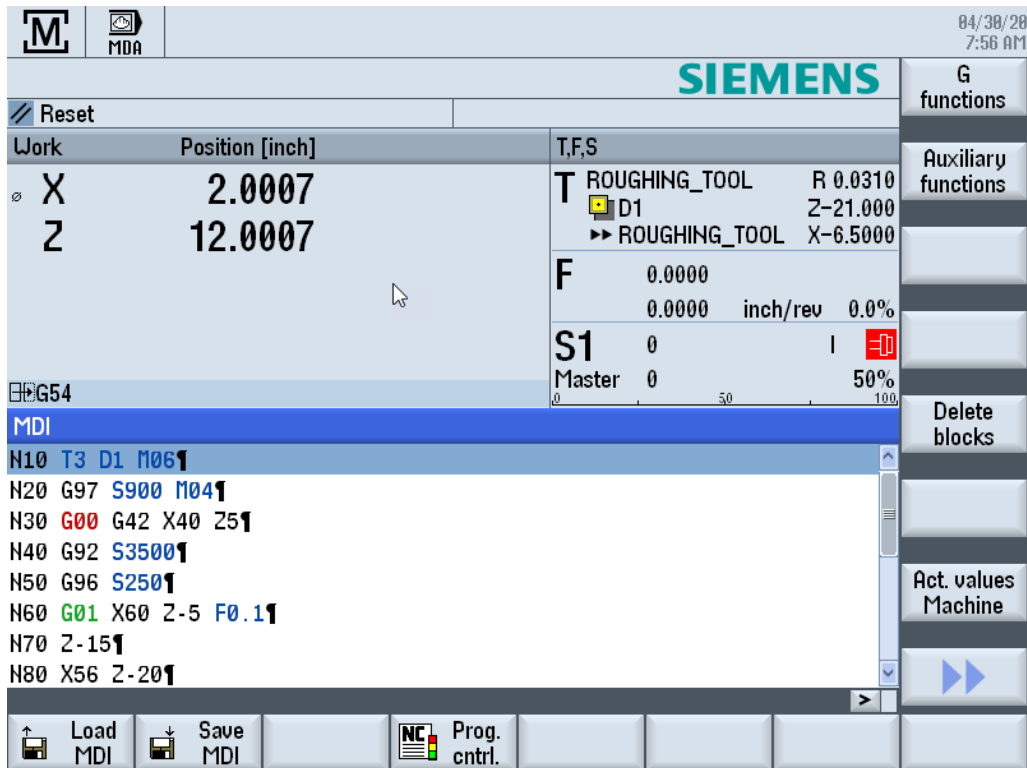 M
MDA
04/30/20
7:56 AM
SIEMENS
Reset
Work Position [inch]
⌀ X 2.0007
Z 12.0007
G54
T,F,S
T ROUGHING_TOOL R 0.0310
D1 Z-21.000
▸▸ ROUGHING_TOOL X-6.5000
F 0.0000
0.0000 inch/rev 0.0%
S1 0 I
Master 0 50%
0 50 100
MDI
N10 T3 D1 M06¶
N20 G97 S900 M04¶
N30 G00 G42 X40 Z5¶
N40 G92 S3500¶
N50 G96 S250¶
N60 G01 X60 Z-5 F0.1¶
N70 Z-15¶
N80 X56 Z-20¶
G
functions
Auxiliary
functions
Delete
blocks
Act. values
Machine
>
Load
MDI
Save
MDI
NC
Prog.
cntrl.